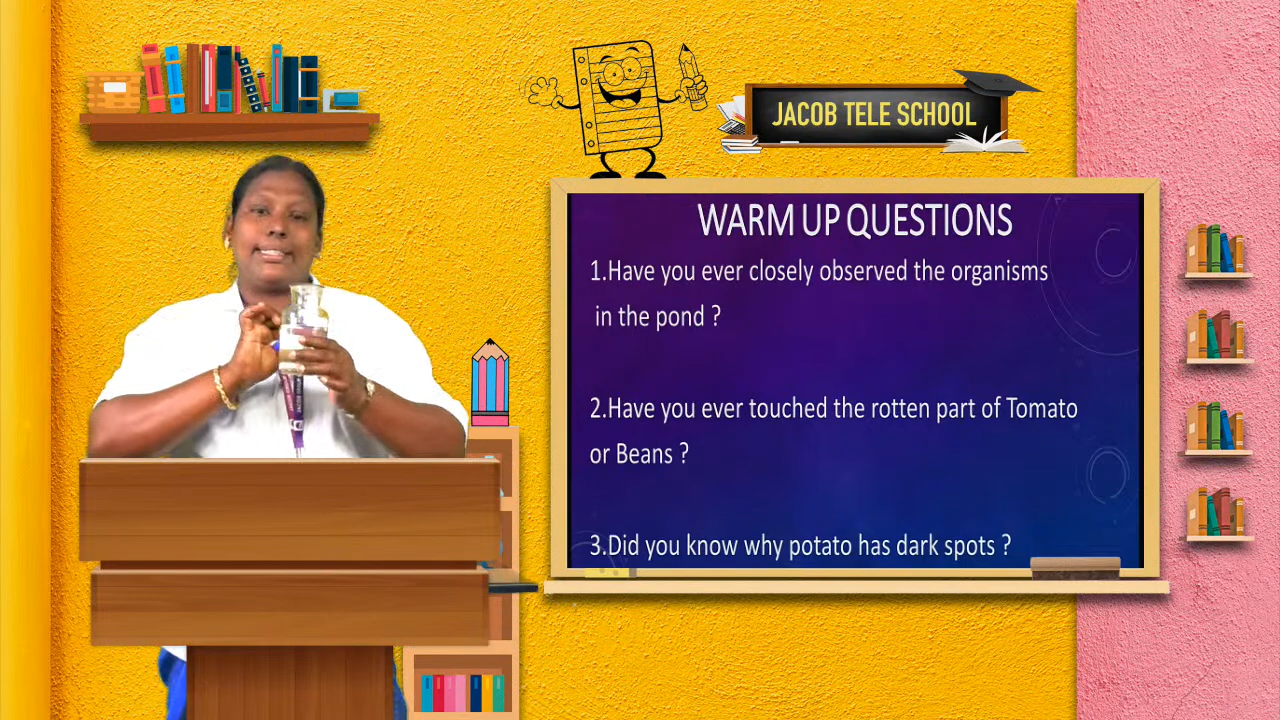 JACOB TELE SCHOOL
WARM UP QUESTIONS
1.Have you ever closely observed the organisms
in the pond ?
2.Have you ever touched the rotten part of Tomato
or Beans ?
3.Did you know why potato has dark spots ?